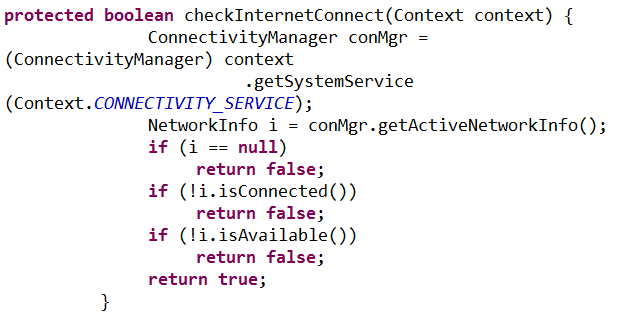 protected boolean checkInternetConnect(Context context) {
ConnectivityManager conMgr =
(ConnectivityManager) context
.getSystemService
(Context.CONNECTIVITY_SERVICE);
NetworkInfo i = conMgr.getActiveNetworkInfo();
if (i == null)
return false;
if (!i.isConnected())
return false;
if (!i.isAvailable())
return false;
return true;
}